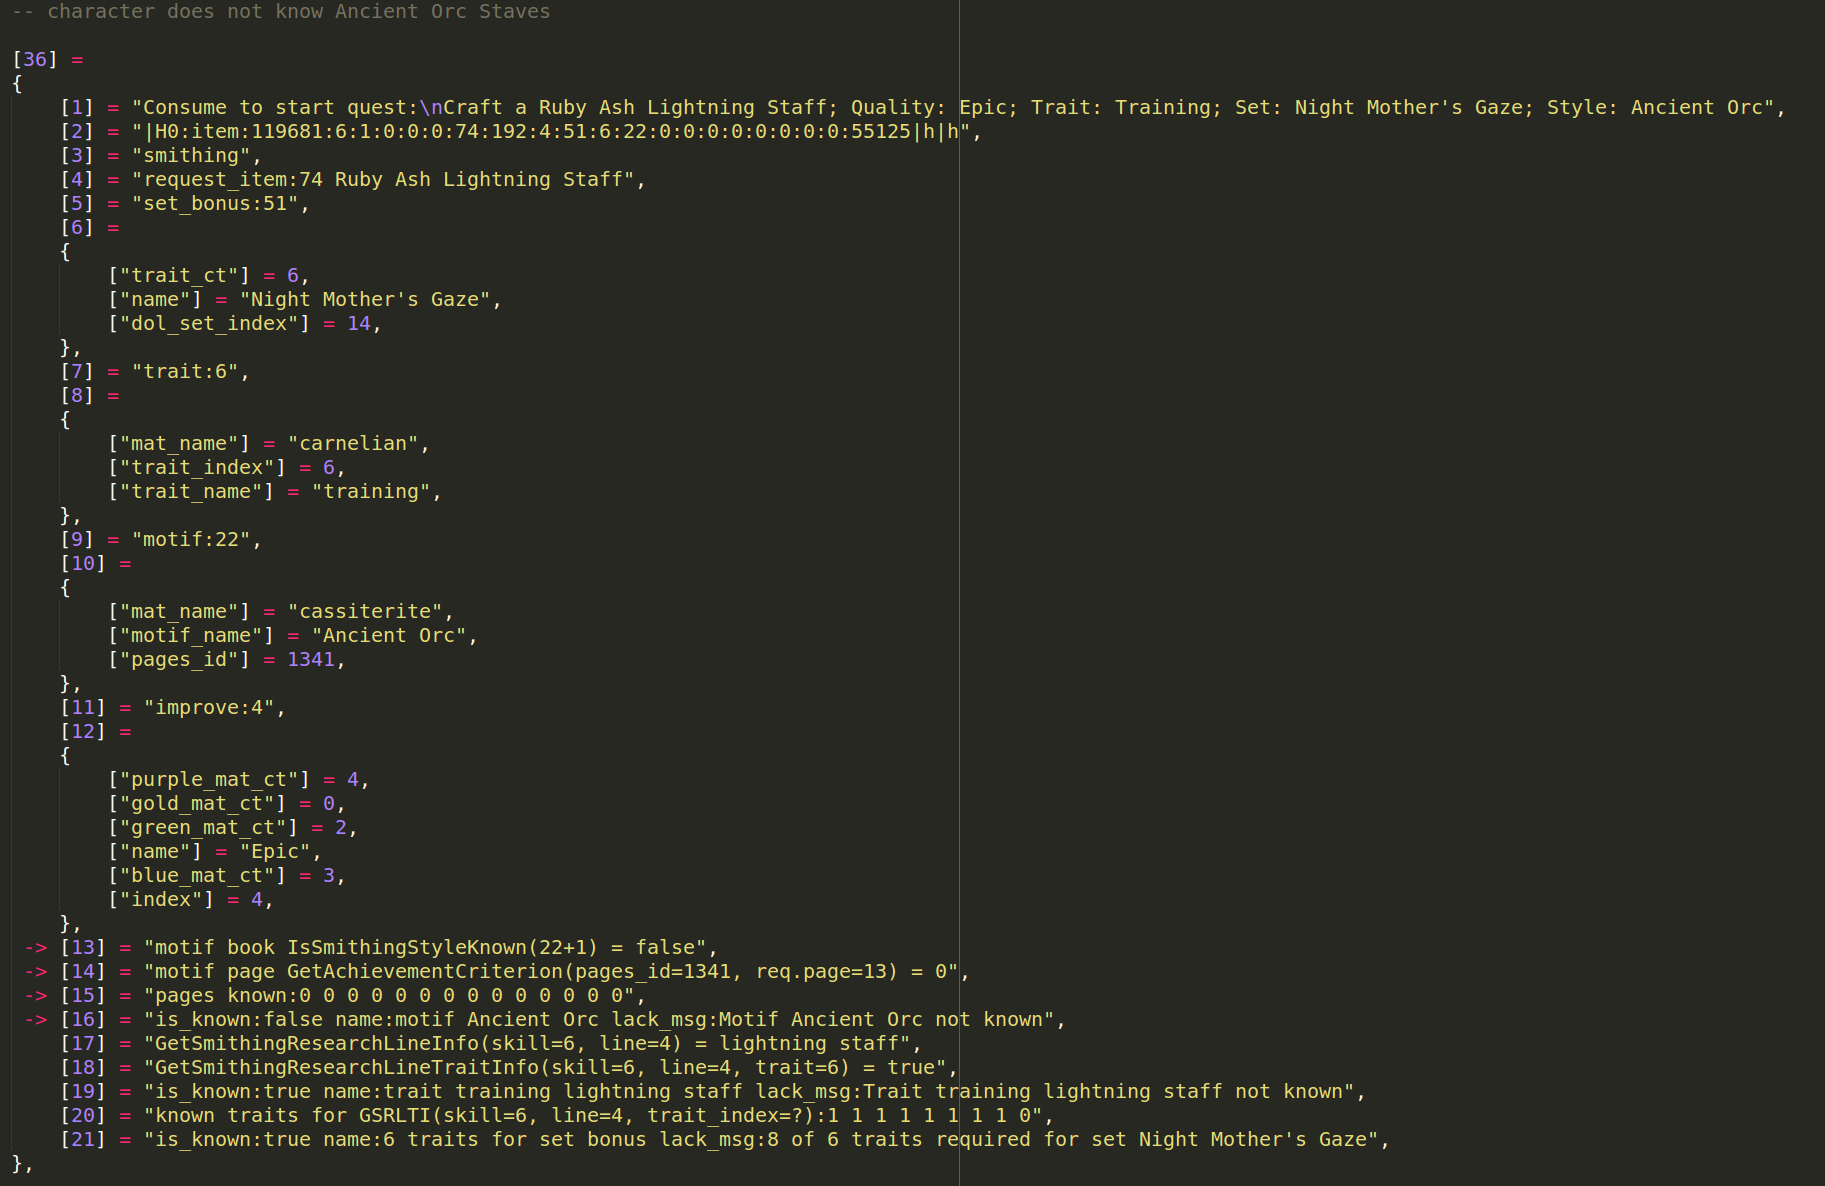 -- character does not know Ancient Orc Staves
[36] =
{
    [1] = "Consume to start quest:\nCraft a Ruby Ash Lightning Staff; Quality: Epic; Trait: Training; Set: Night Mother's Gaze; Style: Ancient Orc",
    [2] = "|H0:item:119681:6:1:0:0:0:74:192:4:51:6:22:0:0:0:0:0:0:0:0:55125|h|h",
    [3] = "smithing",
    [4] = "request_item:74 Ruby Ash Lightning Staff",
    [5] = "set_bonus:51",
    [6] =
    {
        ["trait_ct"] = 6,
        ["name"] = "Night Mother's Gaze",
        ["dol_set_index"] = 14,
    },
    [7] = "trait:6",
    [8] =
    {
        ["mat_name"] = "carnelian",
        ["trait_index"] = 6,
        ["trait_name"] = "training",
    },
    [9] = "motif:22",
    [10] =
    {
        ["mat_name"] = "cassiterite",
        ["motif_name"] = "Ancient Orc",
        ["pages_id"] = 1341,
    },
    [11] = "improve:4",
    [12] =
    {
        ["purple_mat_ct"] = 4,
        ["gold_mat_ct"] = 0,
        ["green_mat_ct"] = 2,
        ["name"] = "Epic",
        ["blue_mat_ct"] = 3,
        ["index"] = 4,
    },
 -> [13] = "motif book IsSmithingStyleKnown(22+1) = false",
 -> [14] = "motif page GetAchievementCriterion(pages_id=1341, req.page=13) = 0",
 -> [15] = "pages known:0 0 0 0 0 0 0 0 0 0 0 0 0 0",
 -> [16] = "is_known:false name:motif Ancient Orc lack_msg:Motif Ancient Orc not known",
    [17] = "GetSmithingResearchLineInfo(skill=6, line=4) = lightning staff",
    [18] = "GetSmithingResearchLineTraitInfo(skill=6, line=4, trait=6) = true",
    [19] = "is_known:true name:trait training lightning staff lack_msg:Trait training lightning staff not known",
    [20] = "known traits for GSRLTI(skill=6, line=4, trait_index=?):1 1 1 1 1 1 1 1 0",
    [21] = "is_known:true name:6 traits for set bonus lack_msg:8 of 6 traits required for set Night Mother's Gaze",
},